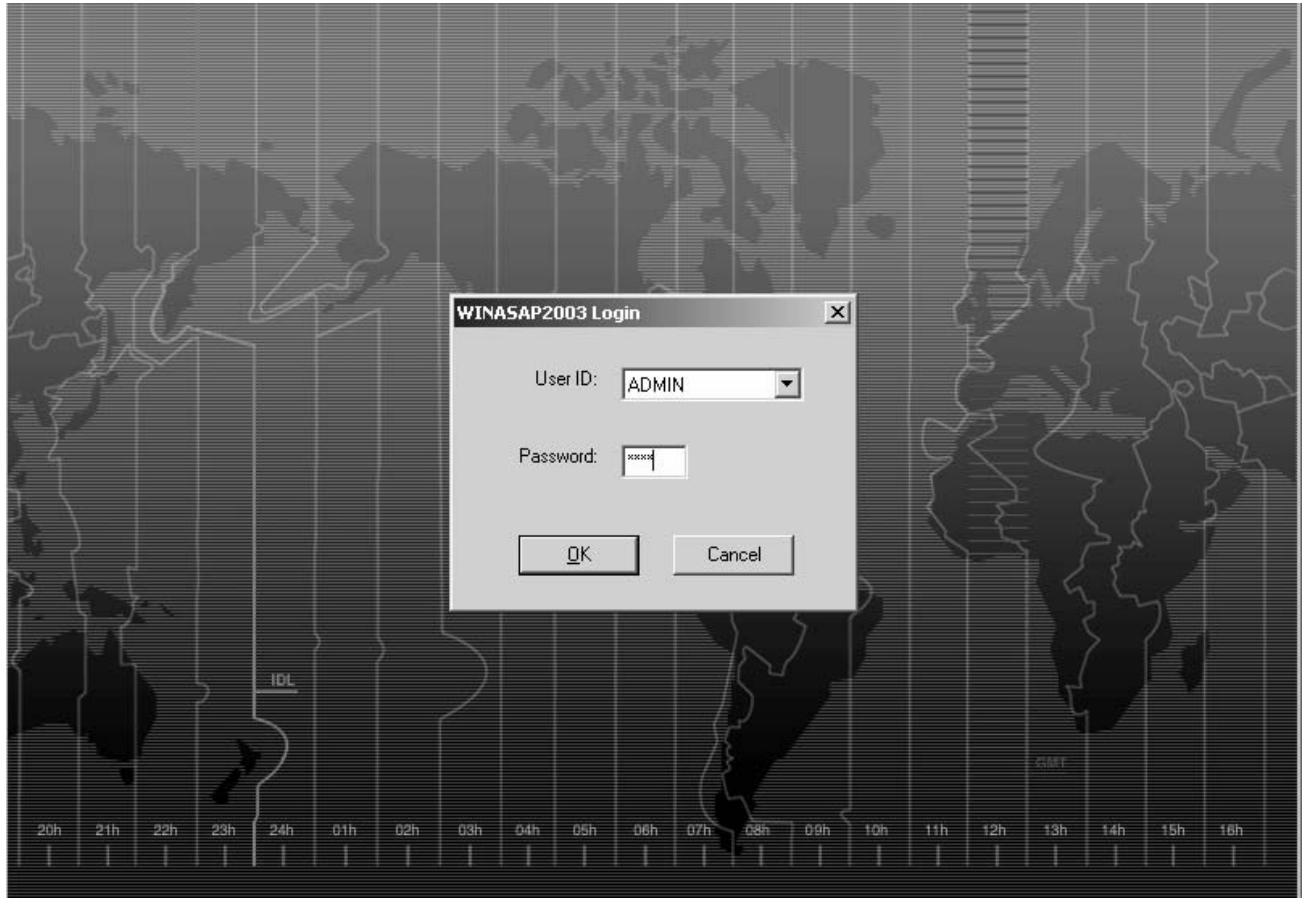 WINASAP2003 Login
User ID: ADMIN
Password: ****
OK Cancel
IDL
GMT
20h 21h 22h 23h 24h 01h 02h 03h 04h 05h 06h 07h 08h 09h 10h 11h 12h 13h 14h 15h 16h